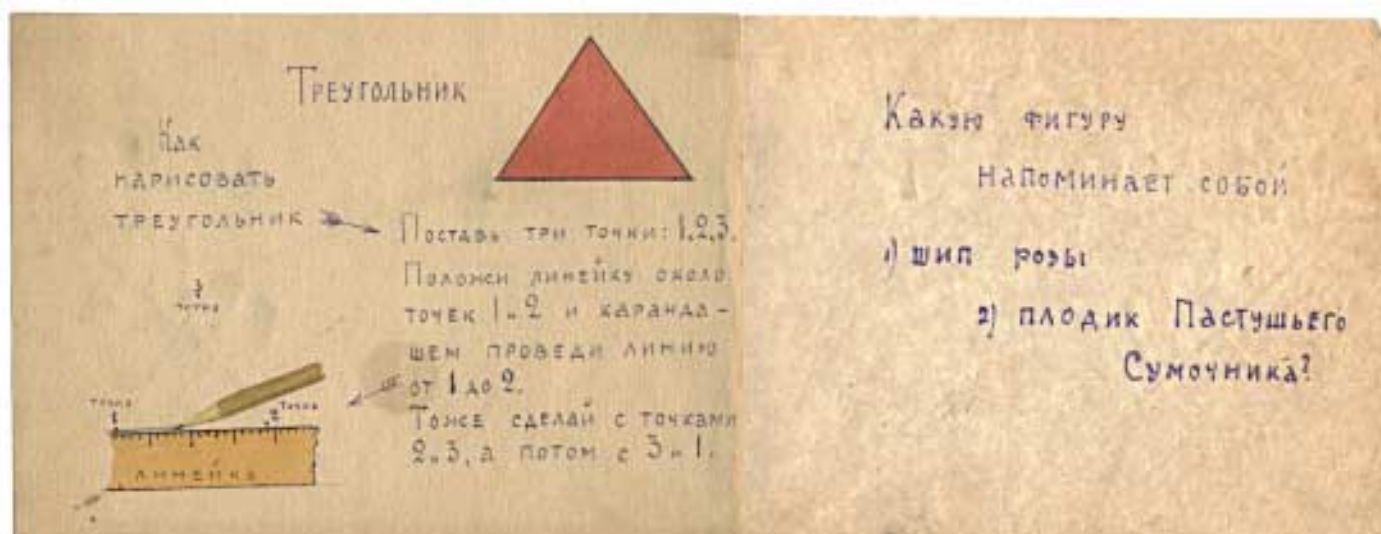 Треугольник
Как
нарисовать
треугольник
Поставь три точки: 1, 2, 3.
Положи линейку около
точек 1 и 2 и каранда-
шем проведи линию
от 1 до 2.
Тоже сделай с точками
2 и 3, а потом с 3 и 1.
3
точка
точка
1
2 точка
линейка
Какую фигуру
напоминает собой
1) шип розы
2) плодик Пастушьего
Сумочника?